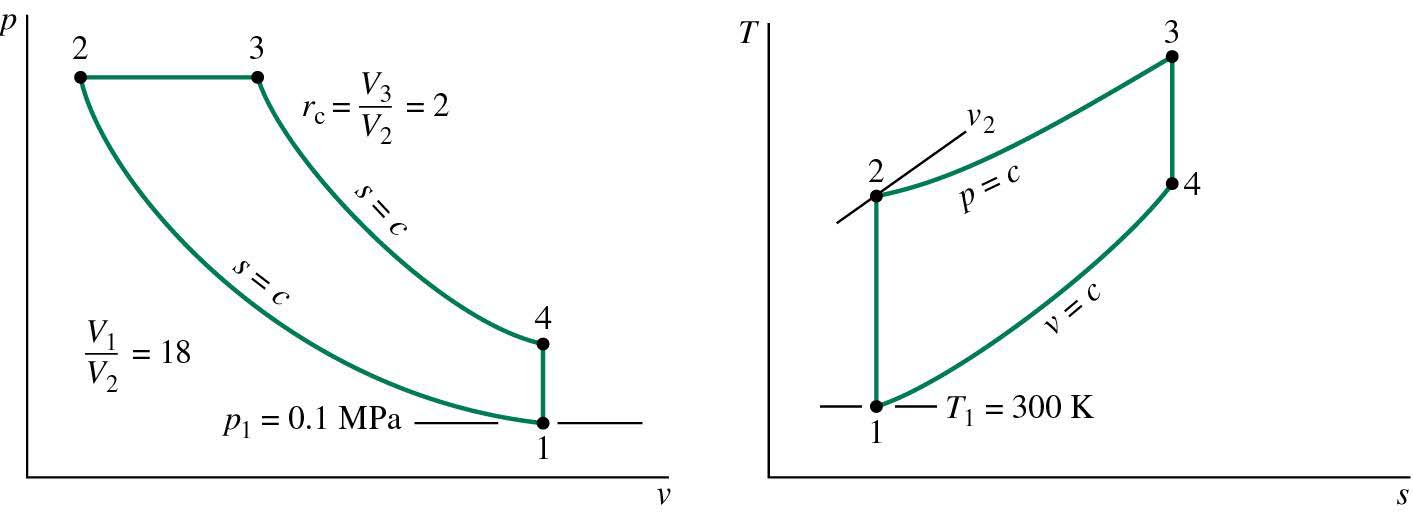 p
2
3
r_c = V_3/V_2 = 2
s = c
s = c
V_1/V_2 = 18
4
p_1 = 0.1 MPa
1
v
T
3
v_2
2
p = c
4
v = c
T_1 = 300 K
1
s